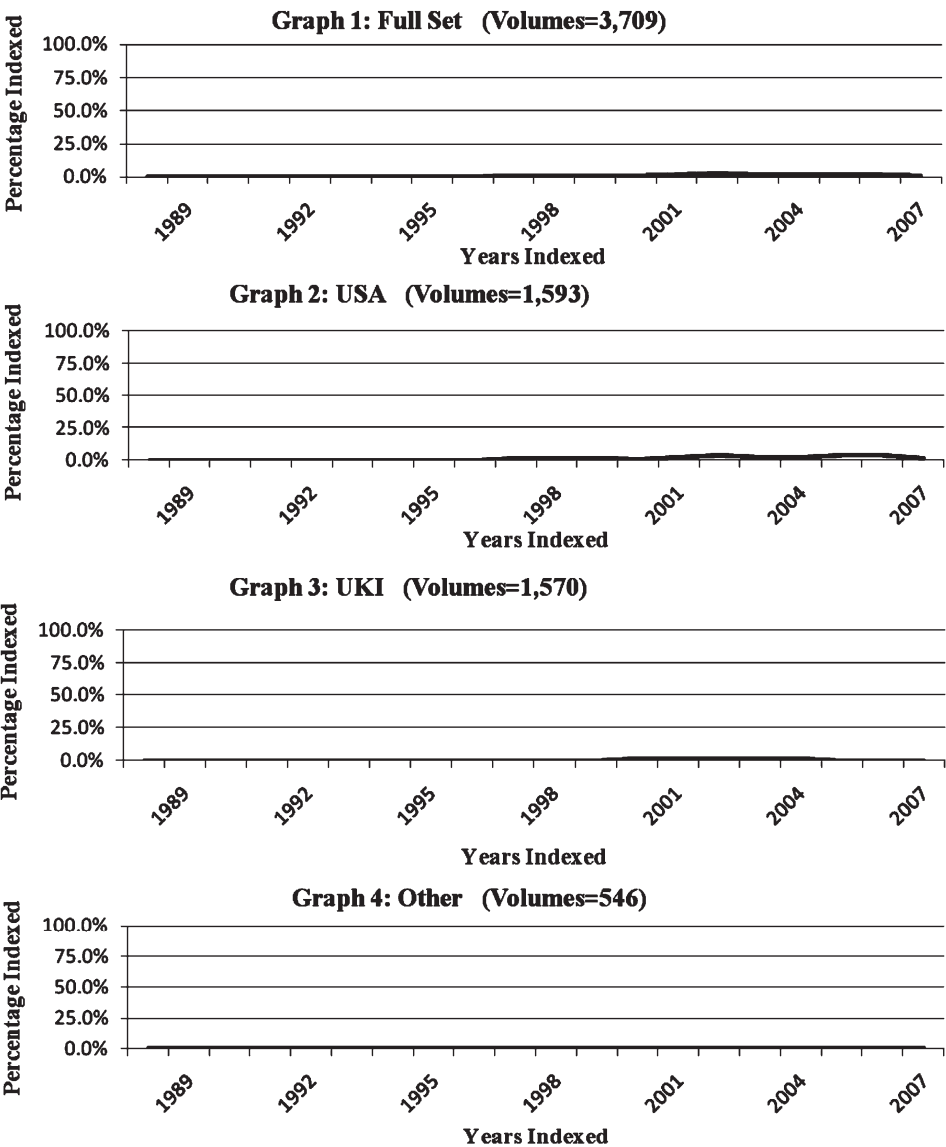 Graph 1: Full Set (Volumes=3,709)
Percentage Indexed
100.0%
75.0%
50.0%
25.0%
0.0%
1989 1992 1995 1998 2001 2004 2007
Years Indexed
Graph 2: USA (Volumes=1,593)
Percentage Indexed
100.0%
75.0%
50.0%
25.0%
0.0%
1989 1992 1995 1998 2001 2004 2007
Years Indexed
Graph 3: UKI (Volumes=1,570)
Percentage Indexed
100.0%
75.0%
50.0%
25.0%
0.0%
1989 1992 1995 1998 2001 2004 2007
Years Indexed
Graph 4: Other (Volumes=546)
Percentage Indexed
100.0%
75.0%
50.0%
25.0%
0.0%
1989 1992 1995 1998 2001 2004 2007
Years Indexed